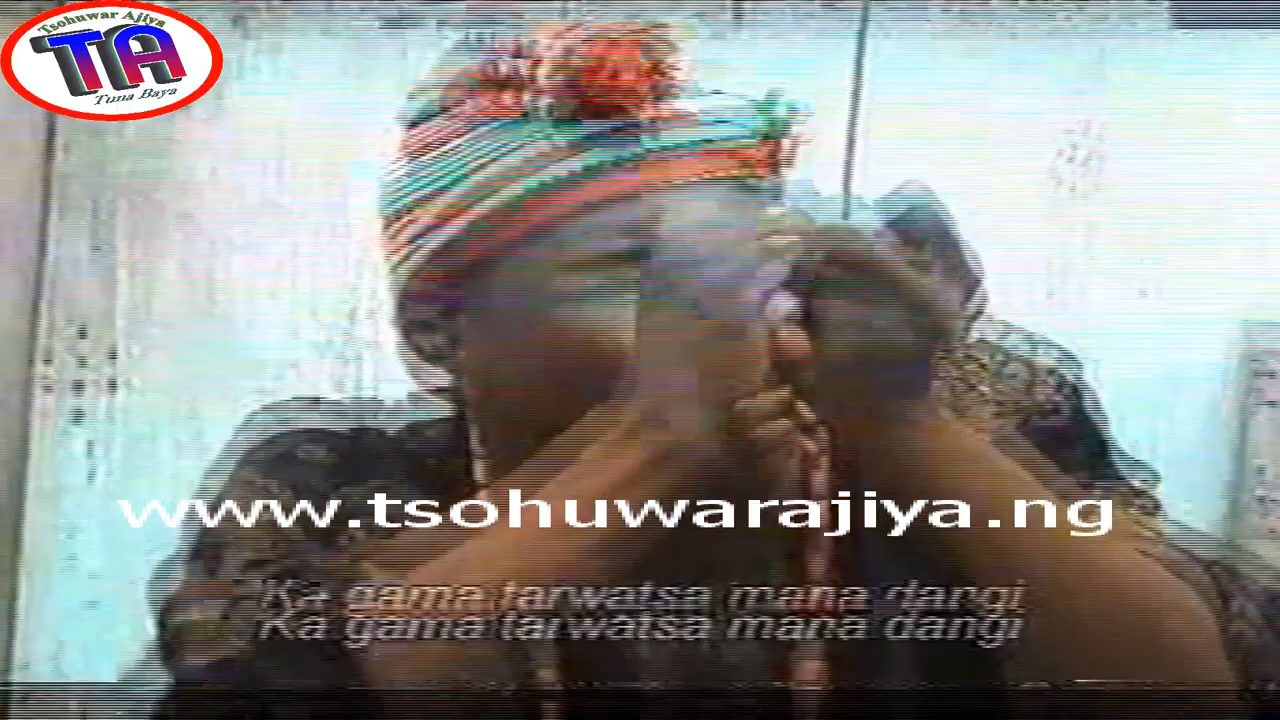 Tsohuwar Ajiya
TA
Tuna Baya
www.tsohuwarajiya.ng
Ka gama tarwatsa mana dangi
Ka gama tarwatsa mana dangi